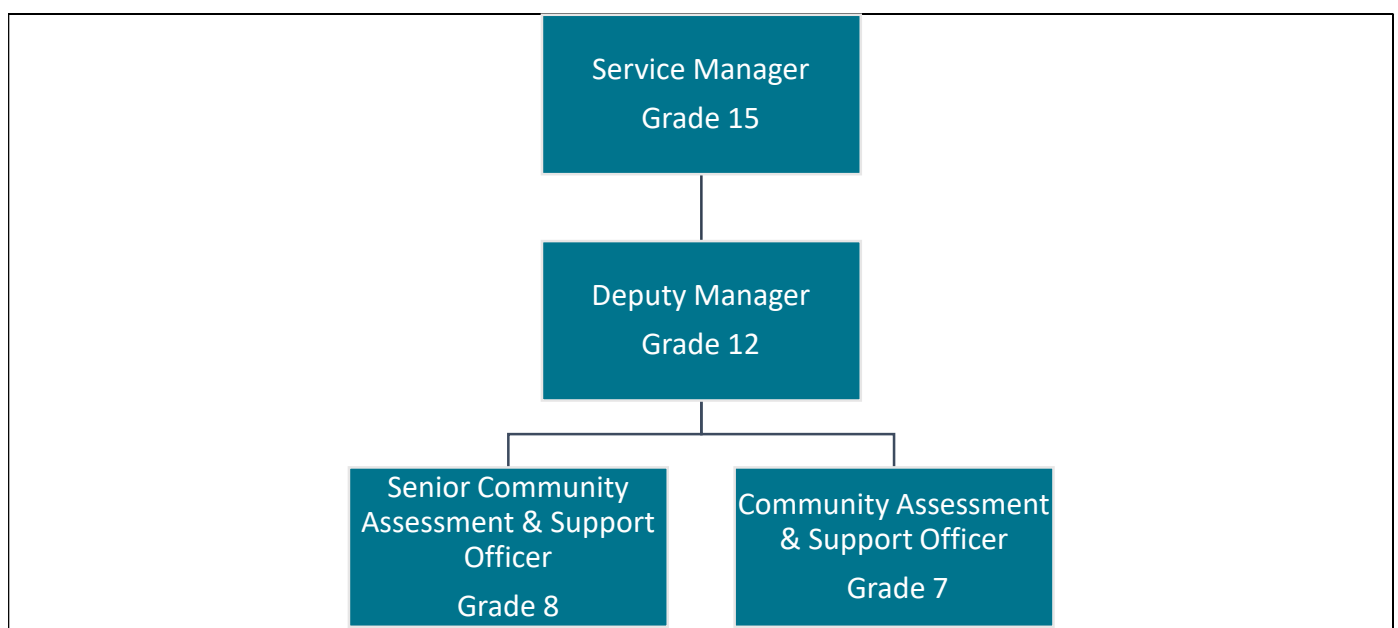 Service Manager
Grade 15
Deputy Manager
Grade 12
Senior Community
Assessment & Support
Officer
Grade 8
Community Assessment
& Support Officer
Grade 7